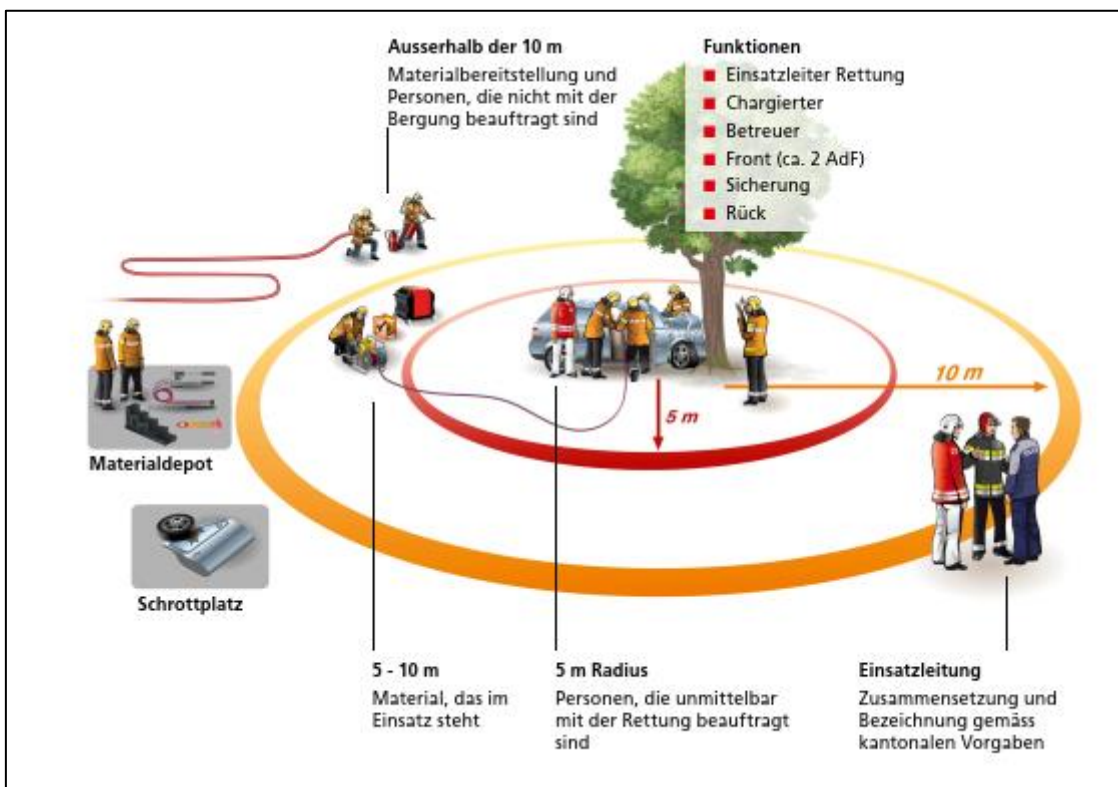 Ausserhalb der 10 m
Materialbereitstellung und
Personen, die nicht mit der
Bergung beauftragt sind
Funktionen
Einsatzleiter Rettung
Chargierter
Betreuer
Front (ca. 2 AdF)
Sicherung
Rück
10 m
5 m
Materialdepot
Schrottplatz
5 - 10 m
Material, das im
Einsatz steht
5 m Radius
Personen, die unmittelbar
mit der Rettung beauftragt
sind
Einsatzleitung
Zusammensetzung und
Bezeichnung gemäss
kantonalen Vorgaben